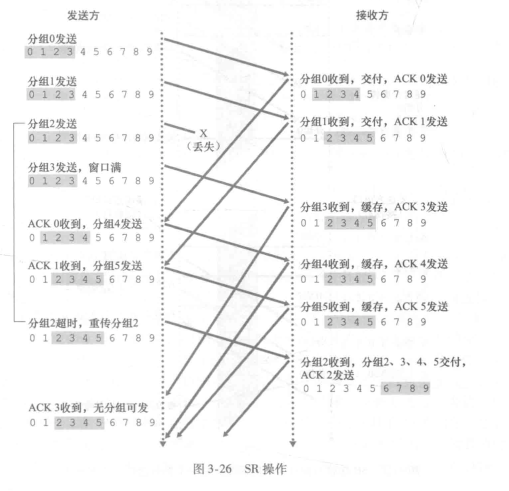 发送方
接收方
分组0发送
0 1 2 3 4 5 6 7 8 9
分组1发送
0 1 2 3 4 5 6 7 8 9
分组2发送
0 1 2 3 4 5 6 7 8 9
X
(丢失)
分组3发送,窗口满
0 1 2 3 4 5 6 7 8 9
ACK 0收到,分组4发送
0 1 2 3 4 5 6 7 8 9
ACK 1收到,分组5发送
0 1 2 3 4 5 6 7 8 9
分组2超时,重传分组2
0 1 2 3 4 5 6 7 8 9
ACK 3收到,无分组可发
0 1 2 3 4 5 6 7 8 9
分组0收到,交付,ACK 0发送
0 1 2 3 4 5 6 7 8 9
分组1收到,交付,ACK 1发送
0 1 2 3 4 5 6 7 8 9
分组3收到,缓存,ACK 3发送
0 1 2 3 4 5 6 7 8 9
分组4收到,缓存,ACK 4发送
0 1 2 3 4 5 6 7 8 9
分组5收到,缓存,ACK 5发送
0 1 2 3 4 5 6 7 8 9
分组2收到,分组2、3、4、5交付,
ACK 2发送
0 1 2 3 4 5 6 7 8 9
图 3-26 SR 操作